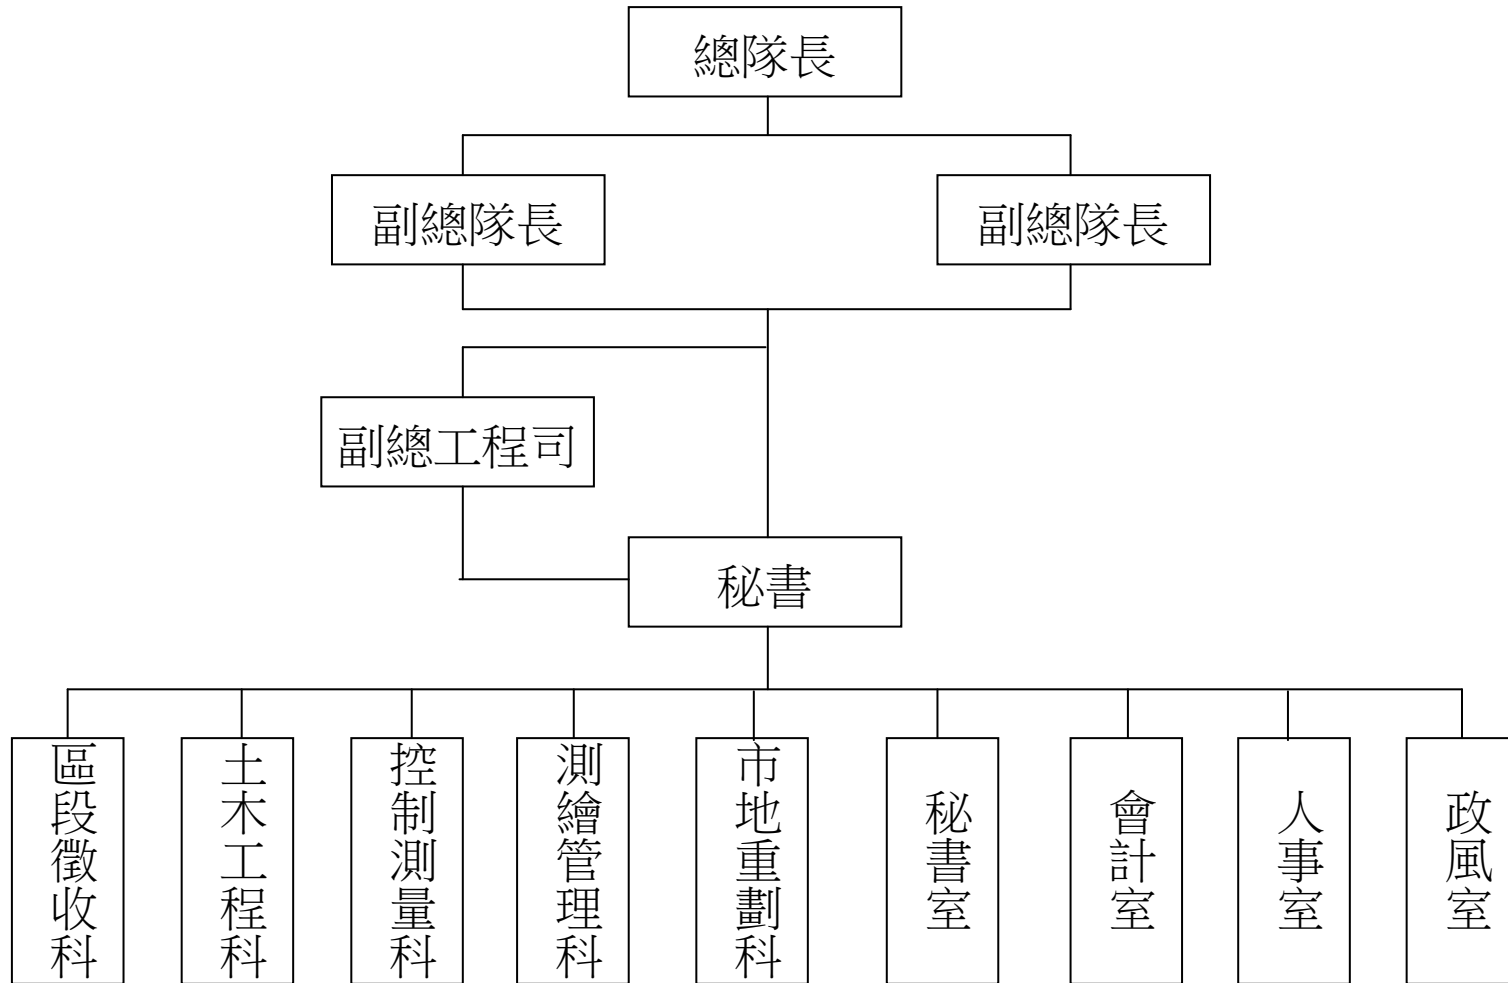 總隊長
副總隊長
副總隊長
副總工程司
秘書
區段徵收科
土木工程科
控制測量科
測繪管理科
市地重劃科
秘書室
會計室
人事室
政風室